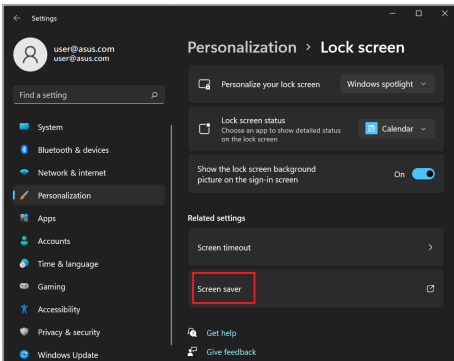 Settings
user@asus.com
user@asus.com
Find a setting
System
Bluetooth & devices
Network & internet
Personalization
Apps
Accounts
Time & language
Gaming
Accessibility
Privacy & security
Windows Update
Personalization > Lock screen
Personalize your lock screen
Windows spotlight
Lock screen status
Choose an app to show detailed status
on the lock screen
Calendar
Show the lock screen background
picture on the sign-in screen
On
Related settings
Screen timeout
Screen saver
Get help
Give feedback